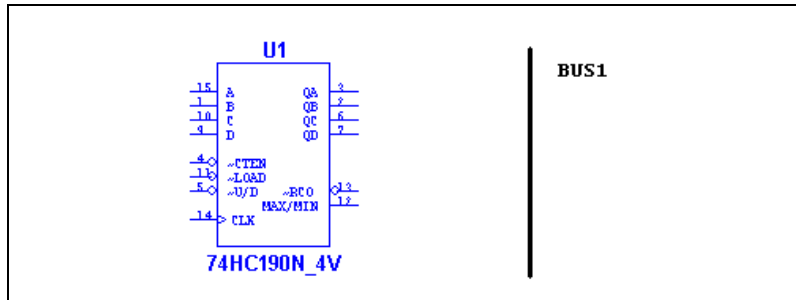 U1
BUS1
15 A QA 3
1 B QB 2
10 C QC 6
9 D QD 7
4 ~CTEN
11 ~LOAD
5 ~U/D ~RCO 13
MAX/MIN 12
14 CLK
74HC190N_4V